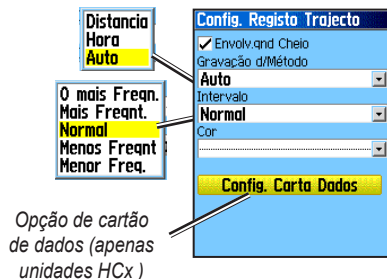 Distancia
Hora
Auto
O mais Freqn.
Mais Freqnt.
Normal
Menos Freqnt
Menor Freq.
Opção de cartão
de dados (apenas
unidades HCx )
Config. Registo Trajecto
Envolv.qnd Cheio
Gravação d/Método
Auto
Intervalo
Normal
Cor
Config. Carta Dados